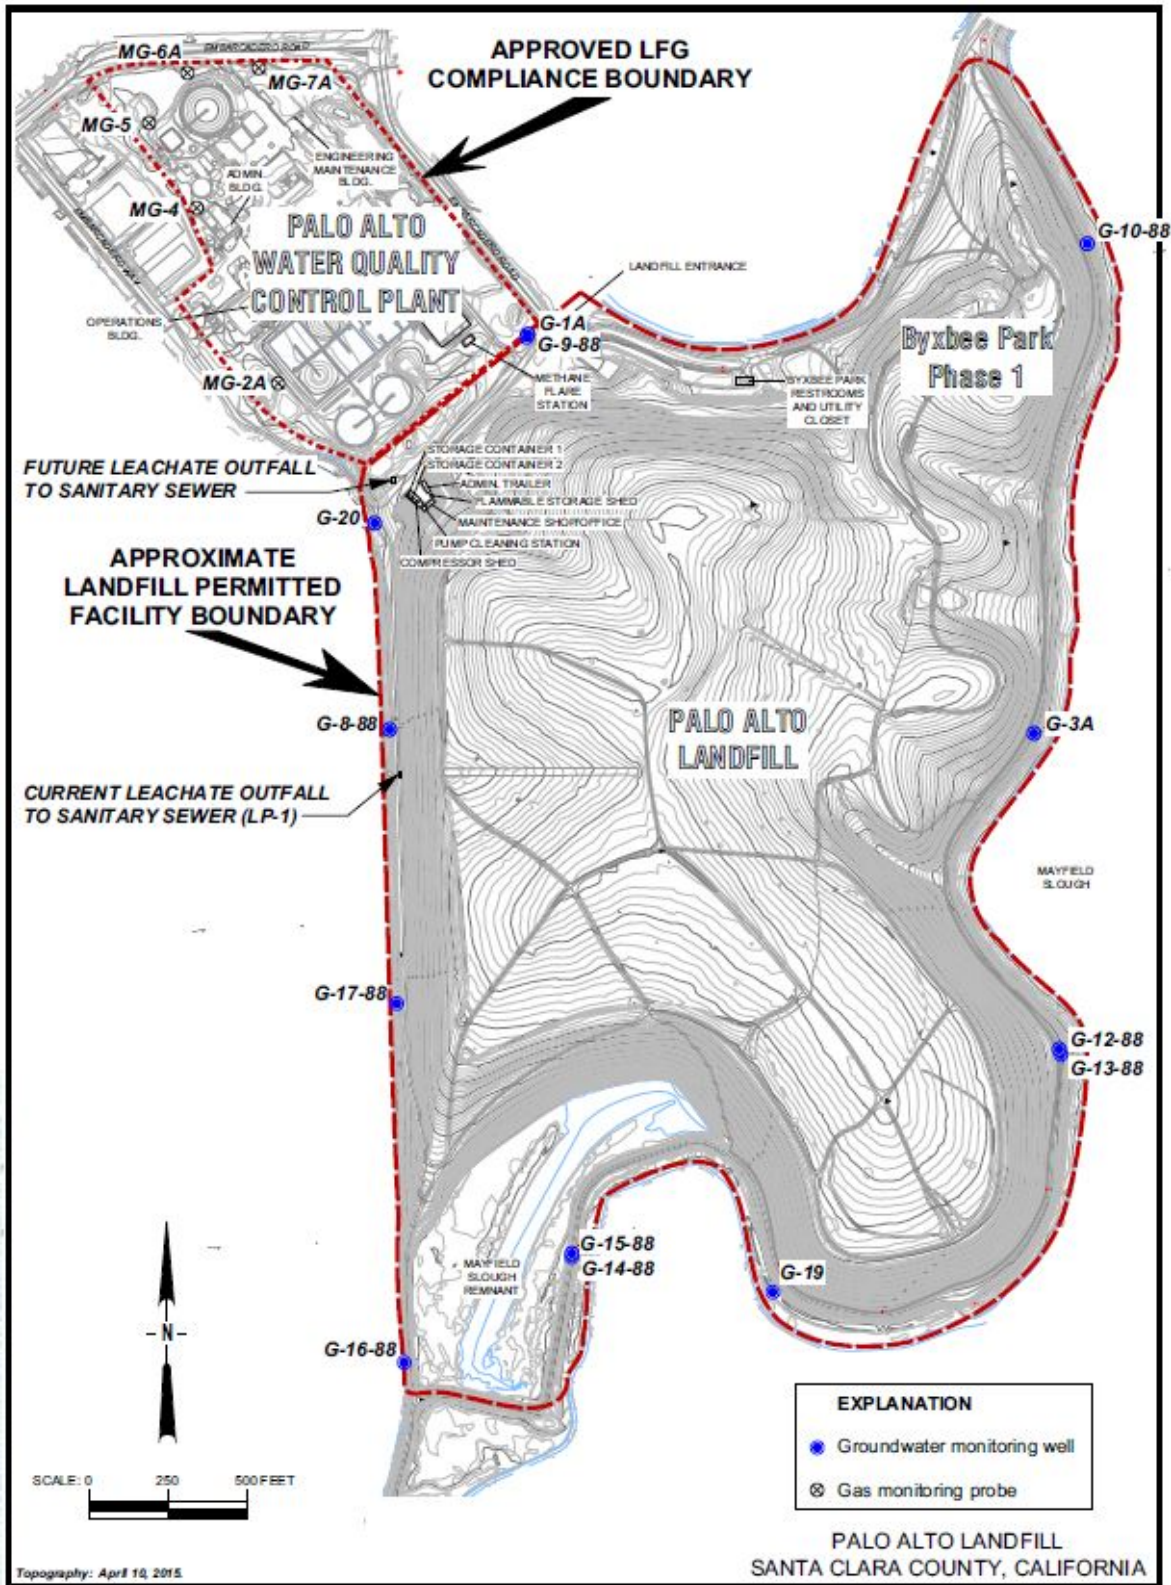 MG-6A
EMBARCADERO ROAD
MG-7A
APPROVED LFG
COMPLIANCE BOUNDARY
MG-5
ENGINEERING
MAINTENANCE
BLDG.
ADMIN.
BLDG.
MG-4
PALO ALTO
WATER QUALITY
CONTROL PLANT
EMBARCADERO WAY
EMBARCADERO ROAD
LANDFILL ENTRANCE
G-10-88
OPERATIONS
BLDG.
G-1A
G-9-88
Byxbee Park
Phase 1
MG-2A
METHANE
FLARE
STATION
BYXBEE PARK
RESTROOMS
AND UTILITY
CLOSET
FUTURE LEACHATE OUTFALL
TO SANITARY SEWER
STORAGE CONTAINER 1
STORAGE CONTAINER 2
ADMIN. TRAILER
FLAMMABLE STORAGE SHED
MAINTENANCE SHOP/OFFICE
PUMP CLEANING STATION
COMPRESSOR SHED
G-20
APPROXIMATE
LANDFILL PERMITTED
FACILITY BOUNDARY
G-8-88
PALO ALTO
LANDFILL
G-3A
CURRENT LEACHATE OUTFALL
TO SANITARY SEWER (LP-1)
MAYFIELD
SLOUGH
G-17-88
G-12-88
G-13-88
G-15-88
G-14-88
MAYFIELD
SLOUGH
REMNANT
G-19
G-16-88
-N-
EXPLANATION
Groundwater monitoring well
Gas monitoring probe
SCALE: 0 250 500 FEET
PALO ALTO LANDFILL
SANTA CLARA COUNTY, CALIFORNIA
Topography: April 10, 2015.